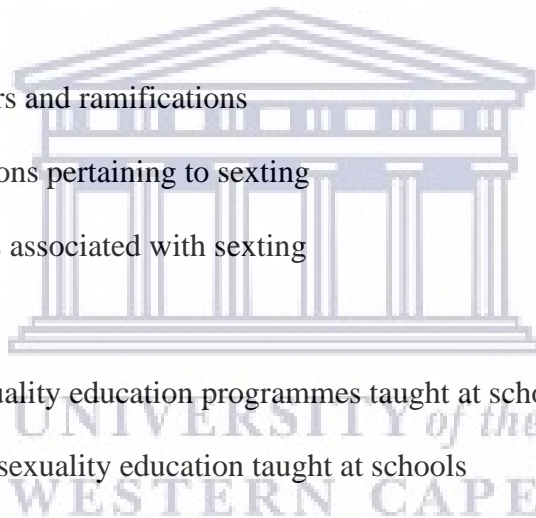 rs and ramifications
ons pertaining to sexting
associated with sexting
uality education programmes taught at scho
UNIVERSITY of the
sexuality education taught at schools
WESTERN CAPE